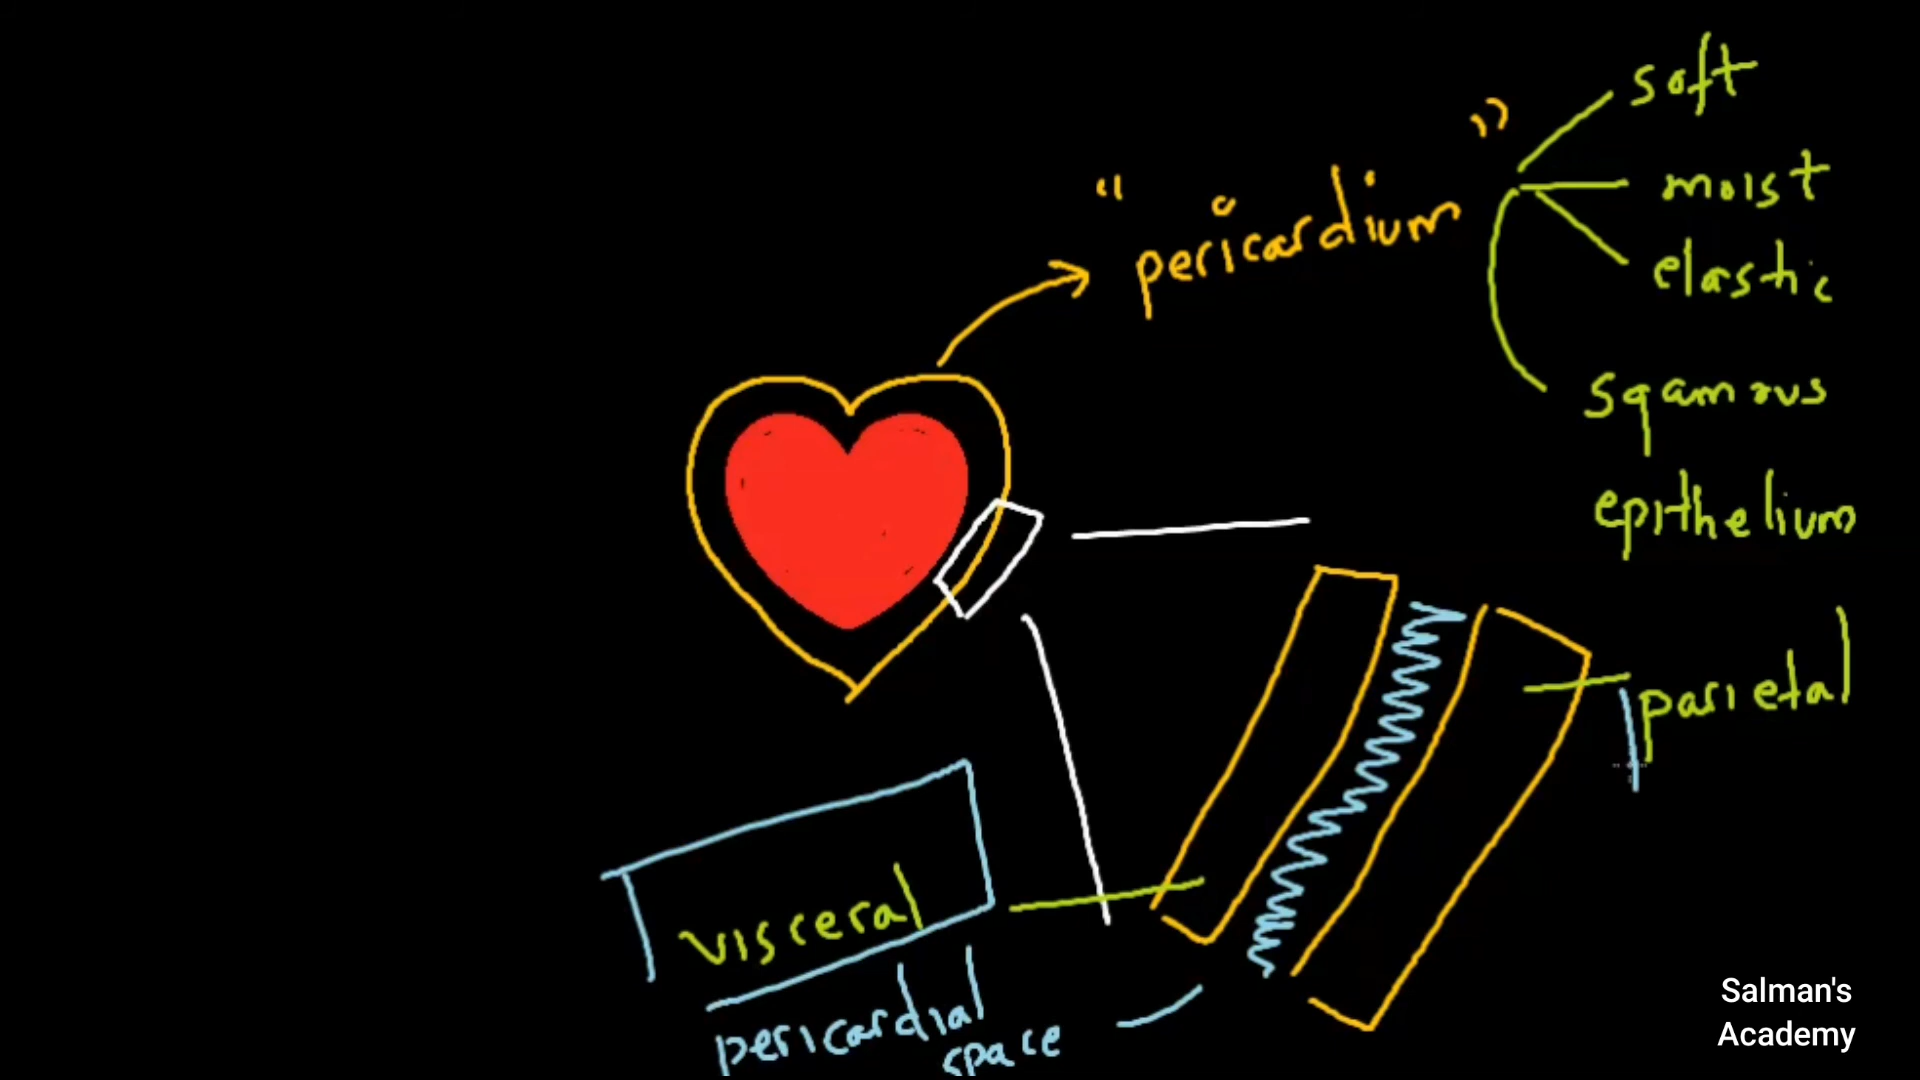 soft
moist
elastic
"pericardium"
sqamous
epithelium
parietal
visceral
pericardial
space
Salman's
Academy